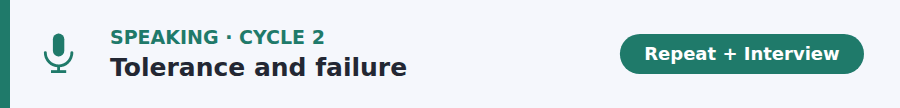 SPEAKING · CYCLE 2
Tolerance and failure
Repeat + Interview